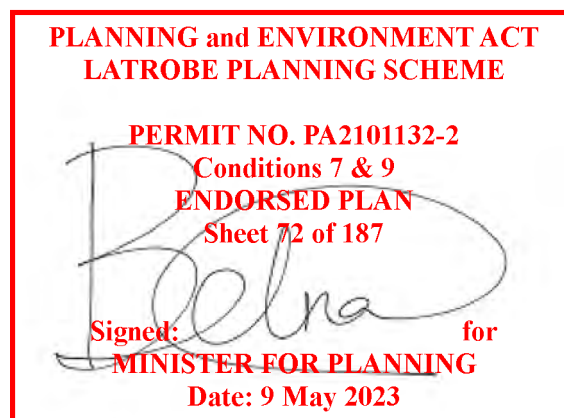 PLANNING and ENVIRONMENT ACT
LATROBE PLANNING SCHEME
PERMIT NO. PA2101132-2
Conditions 7 & 9
ENDORSED PLAN
Sheet 72 of 187
Signed: for
MINISTER FOR PLANNING
Date: 9 May 2023